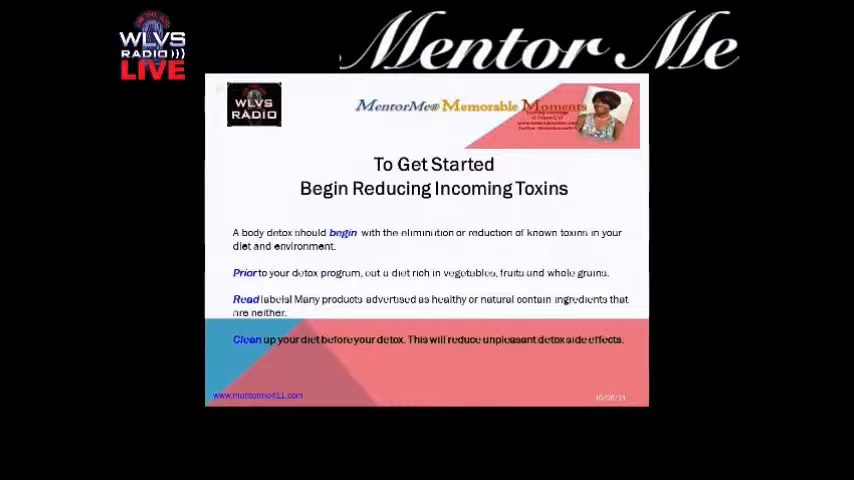 WLVS
RADIO
LIVE
Mentor Me
WLVS
RADIO
MentorMe@ Memorable Moments
To Get Started
Begin Reducing Incoming Toxins
A body detox should begin with the elimination or reduction of known toxins in your
diet and environment.
Prior to your detox program, eat a diet rich in vegetables, fruits and whole grains.
Read labels! Many products advertised as healthy or natural contain ingredients that
are neither.
Clean up your diet before your detox. This will reduce unpleasant detox side effects.
www.mentorme411.com